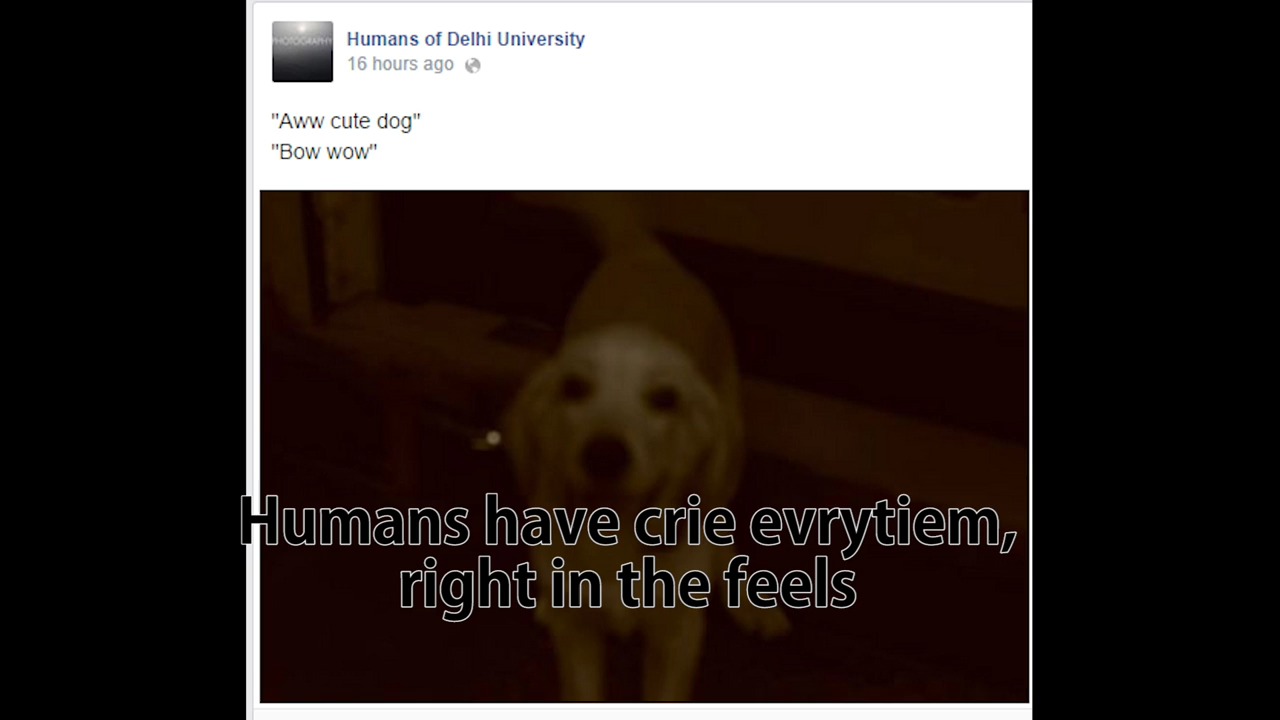 PHOTOGRAPHY
Humans of Delhi University
16 hours ago
"Aww cute dog"
"Bow wow"
Humans have crie evrytiem,
right in the feels